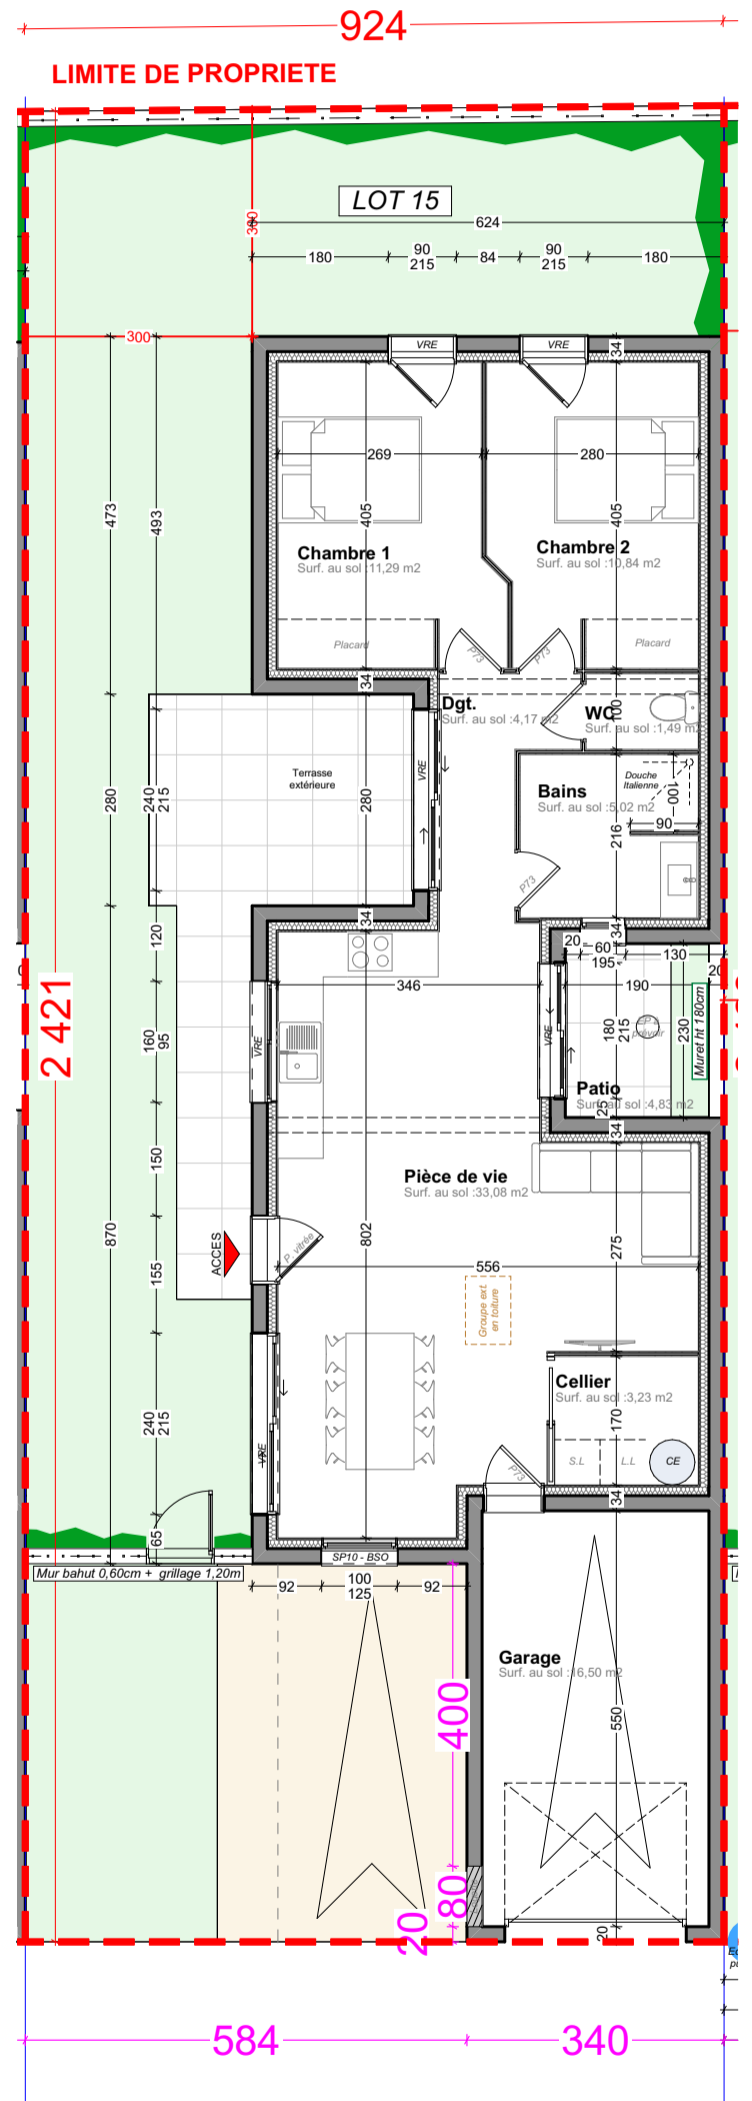 924
LIMITE DE PROPRIETE
LOT 15
300
624
180
90
215
84
90
215
180
300
VRE
VRE
34
473
493
269
280
405
405
Chambre 1
Surf. au sol :11,29 m2
Chambre 2
Surf. au sol :10,84 m2
Placard
P73
P73
Placard
34
Dgt.
Surf. au sol :4,17 m2
WC
Surf. au sol :1,49 m2
100
Terrasse
extérieure
VRE
280
240
215
280
Bains
Surf. au sol :5,02 m2
Douche
Italienne
100
90
216
P73
34
34
120
20
60
195
130
20
346
190
2 421
160
95
VRE
VRE
180
215
EP à
prévoir
230
Muret ht 180cm
Patio
Surf. au sol :4,83 m2
25
34
150
Pièce de vie
Surf. au sol :33,08 m2
870
ACCES
P. vitrée
802
275
155
556
Groupe ext.
en toiture
Cellier
Surf. au sol :3,23 m2
170
240
215
VRE
S.L
L.L
CE
P73
34
65
SP10 - BSO
Mur bahut 0,60cm + grillage 1,20m
92
100
125
92
Garage
Surf. au sol :16,50 m2
400
550
80
20
20
584
340